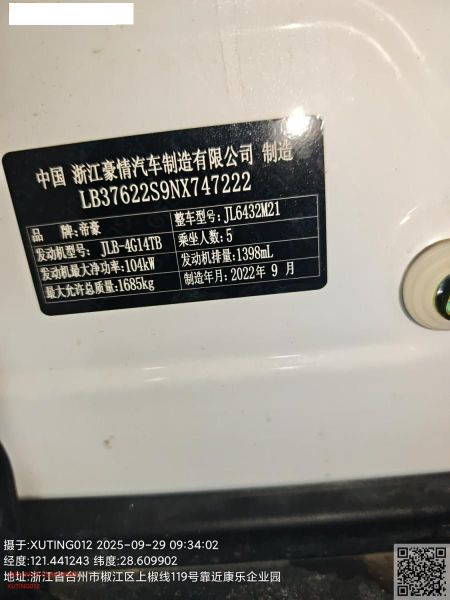 中国 浙江豪情汽车制造有限公司 制造
LB37622S9NX747222
品 牌:帝豪 整车型号:JL6432M21
发动机型号: JLB-4G14TB 乘坐人数:5
发动机最大净功率:104kW 发动机排量:1398mL
最大允许总质量:1685kg 制造年月:2022年 9 月
摄于:XUTING012 2025-09-29 09:34:02
经度:121.441243 纬度:28.609902
地址:浙江省台州市椒江区上椒线119号靠近康乐企业园
XUTING012